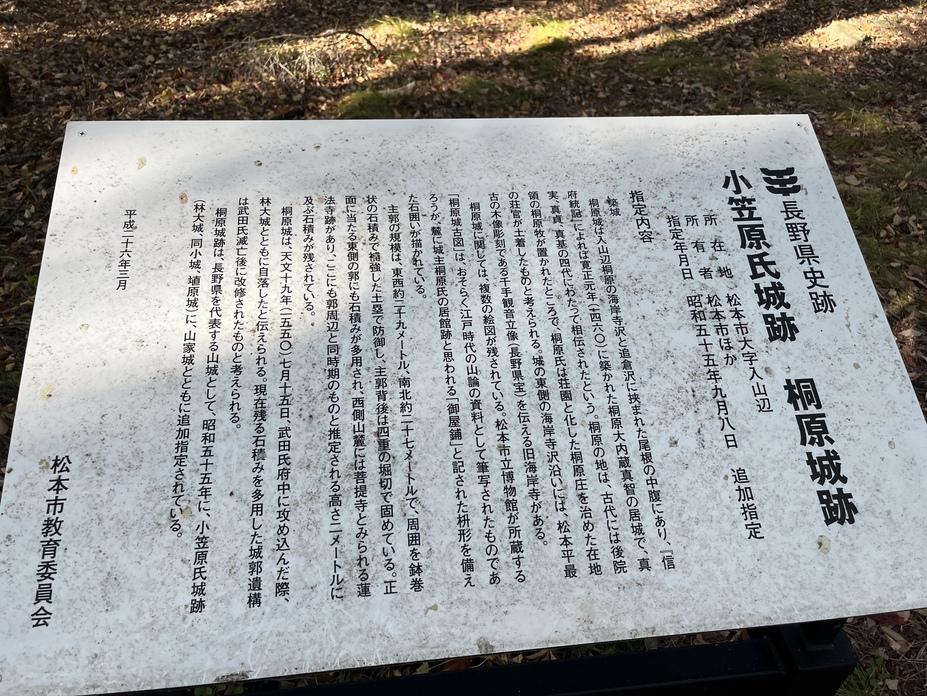 長野県史跡
小笠原氏城跡　桐原城跡
所在地　松本市大字入山辺
所有者　松本市ほか
指定年月日　昭和五十五年九月八日　追加指定
指定内容
築城
桐原城は入山辺桐原の海岸寺沢と追倉沢に挟まれた尾根の中腹にあり、『信
府統記』によれば寛正元年（一四六〇）に築かれた桐原大内蔵真智の居城で、真
実、真貞、真基の四代にわたって相伝されたという。桐原の地は、古代には後院
領の桐原牧が置かれたところで、桐原氏は荘園と化した桐原庄を治めた在地
の荘官が土着したものと考えられる。城の東側の海岸寺沢沿いには、松本平最
古の木像彫刻である千手観音立像（長野県宝）を伝える旧海岸寺がある。
桐原城に関しては、複数の絵図が残されている。松本市立博物館が所蔵する
「桐原城古図」は、おそらく江戸時代の山論の資料として筆写されたものであ
ろうが、麓に城主桐原氏の居館跡と思われる「御屋鋪」と記された枡形を備え
た石囲いが描かれている。
主郭の規模は、東西約二十九メートル、南北約二十七メートルで、周囲を鉢巻
状の石積みで補強した土塁で防御し、主郭背後は四重の堀切で固めている。正
面に当たる東側の郭にも石積みが多用され、西側山麓には菩提寺とみられる蓮
法寺跡があり、ここにも郭周辺と同時期のものと推定される高さ二メートルに
及ぶ石積みが残されている。
桐原城は、天文十九年（一五五〇）七月十五日、武田氏府中に攻め込んだ際、
林大城とともに自落したと伝えられる。現在残る石積みを多用した城郭遺構
は武田氏滅亡後に改修されたものと考えられる。
桐原城跡は、長野県を代表する山城として、昭和五十五年に、小笠原氏城跡
（林大城、同小城、埴原城）に、山家城とともに追加指定されている。
平成二十六年三月
松本市教育委員会